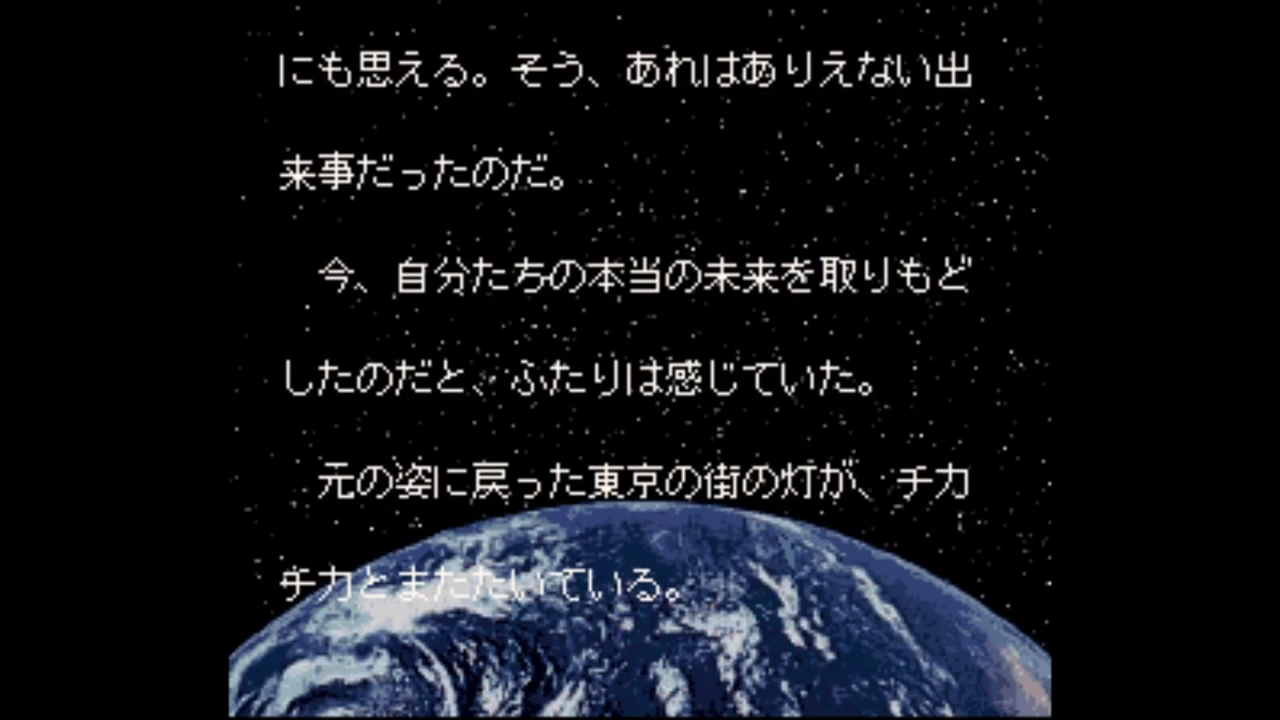 にも思える。そう、あれはありえない出
来事だったのだ。
今、自分たちの本当の未来を取りもど
したのだと、ふたりは感じていた。
元の姿に戻った東京の街の灯が、チカ
チカとまたたいている。